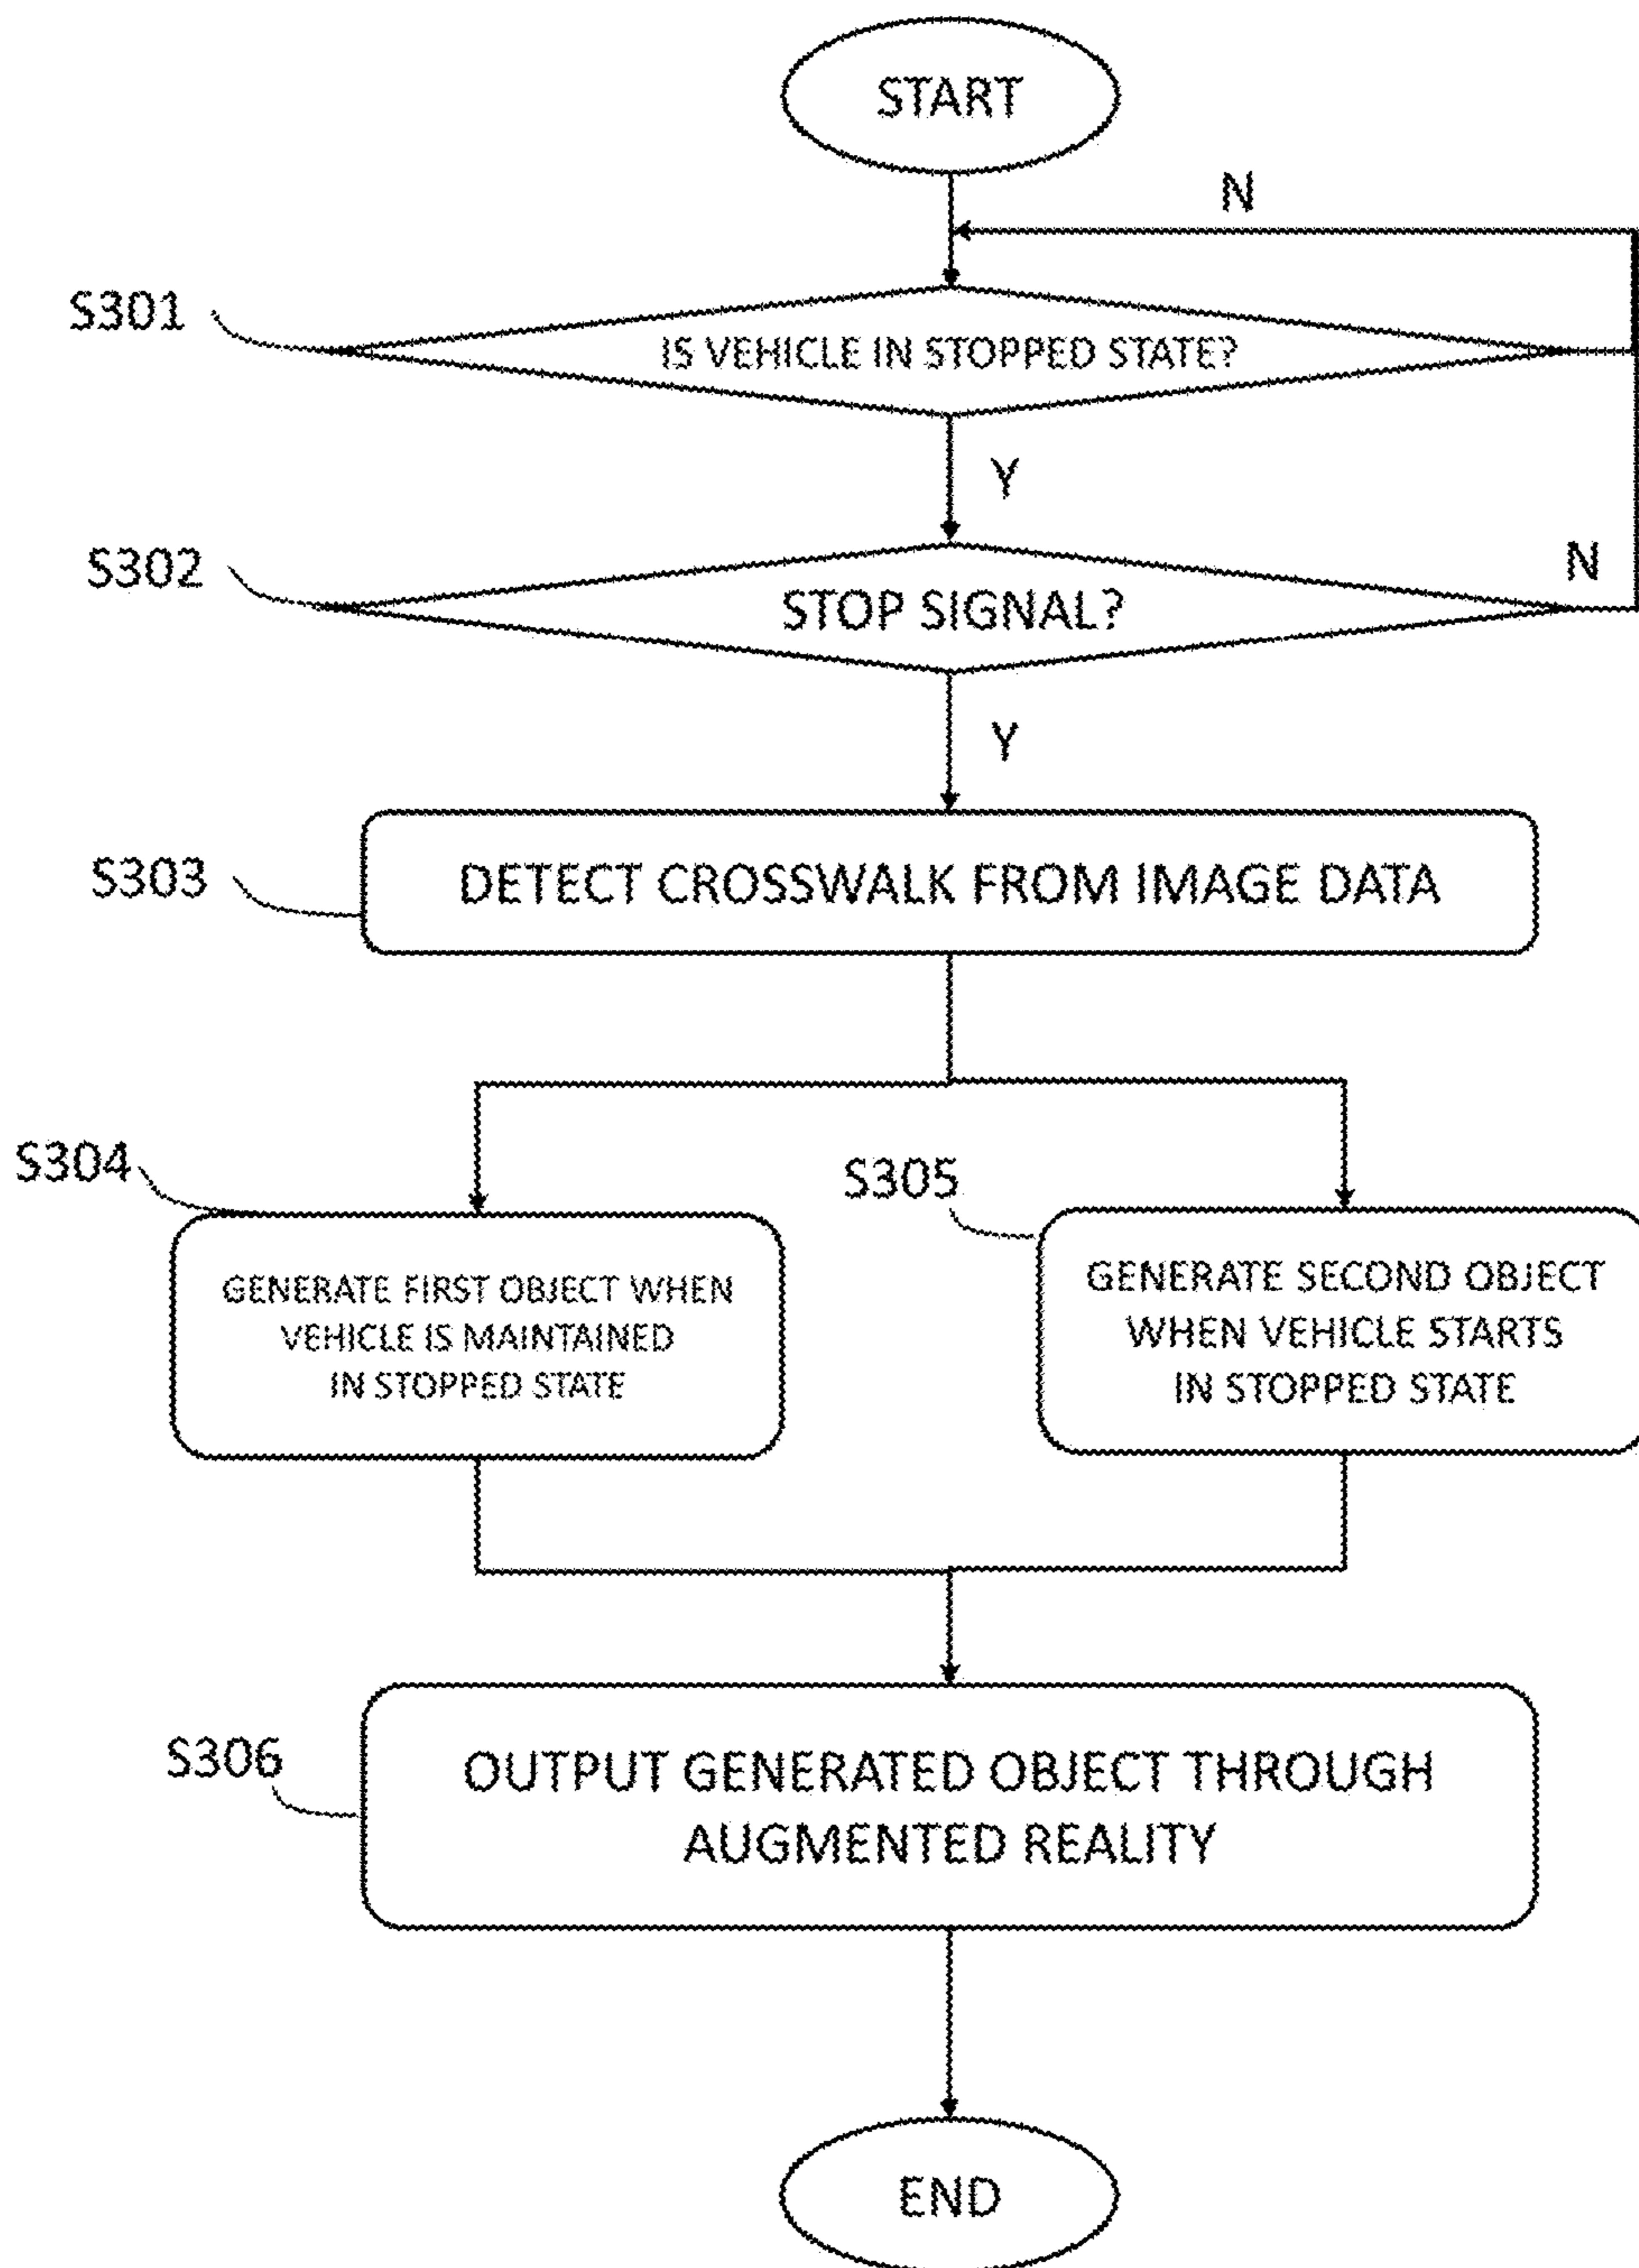 START
N
S301
IS VEHICLE IN STOPPED STATE?
Y
S302
N
STOP SIGNAL?
Y
S303
DETECT CROSSWALK FROM IMAGE DATA
S304
S305
GENERATE FIRST OBJECT WHEN
VEHICLE IS MAINTAINED
IN STOPPED STATE
GENERATE SECOND OBJECT
WHEN VEHICLE STARTS
IN STOPPED STATE
S306
OUTPUT GENERATED OBJECT THROUGH
AUGMENTED REALITY
END